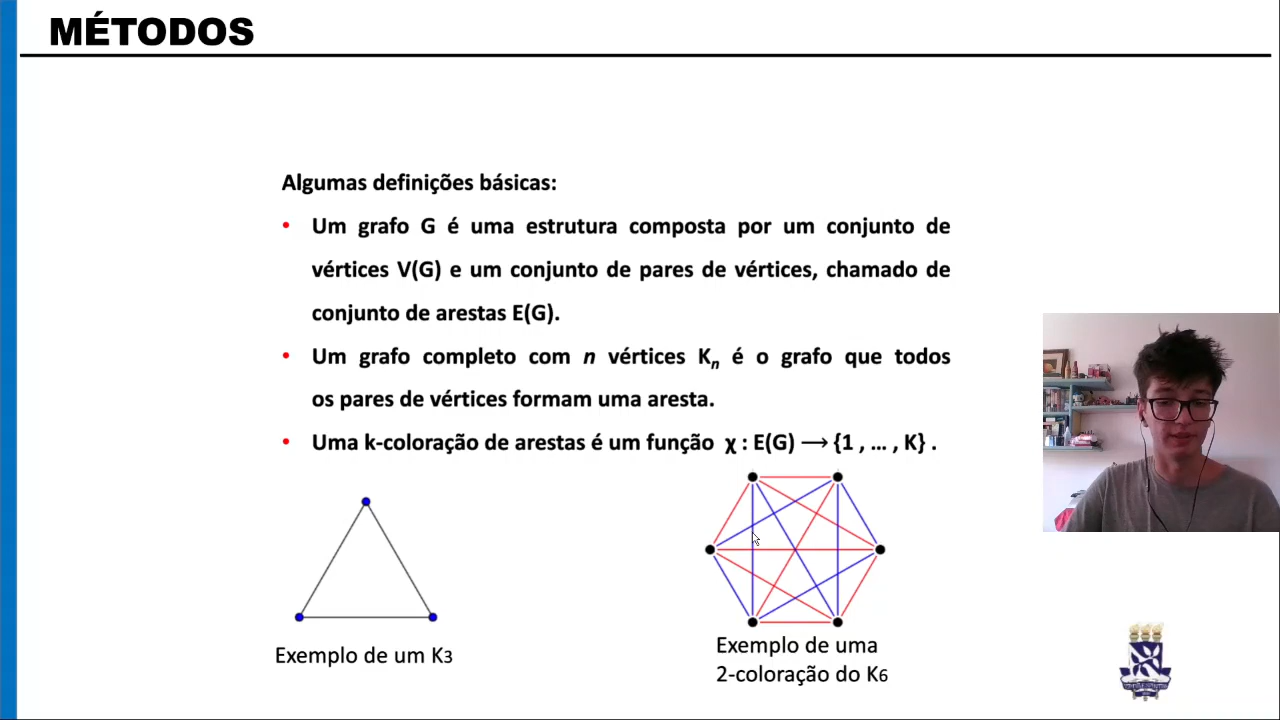 MÉTODOS
Algumas definições básicas:
• Um grafo G é uma estrutura composta por um conjunto de
vértices V(G) e um conjunto de pares de vértices, chamado de
conjunto de arestas E(G).
• Um grafo completo com n vértices Kn é o grafo que todos
os pares de vértices formam uma aresta.
• Uma k-coloração de arestas é um função χ : E(G) ⟶ {1 , ... , K} .
Exemplo de um K3
Exemplo de uma
2-coloração do K6